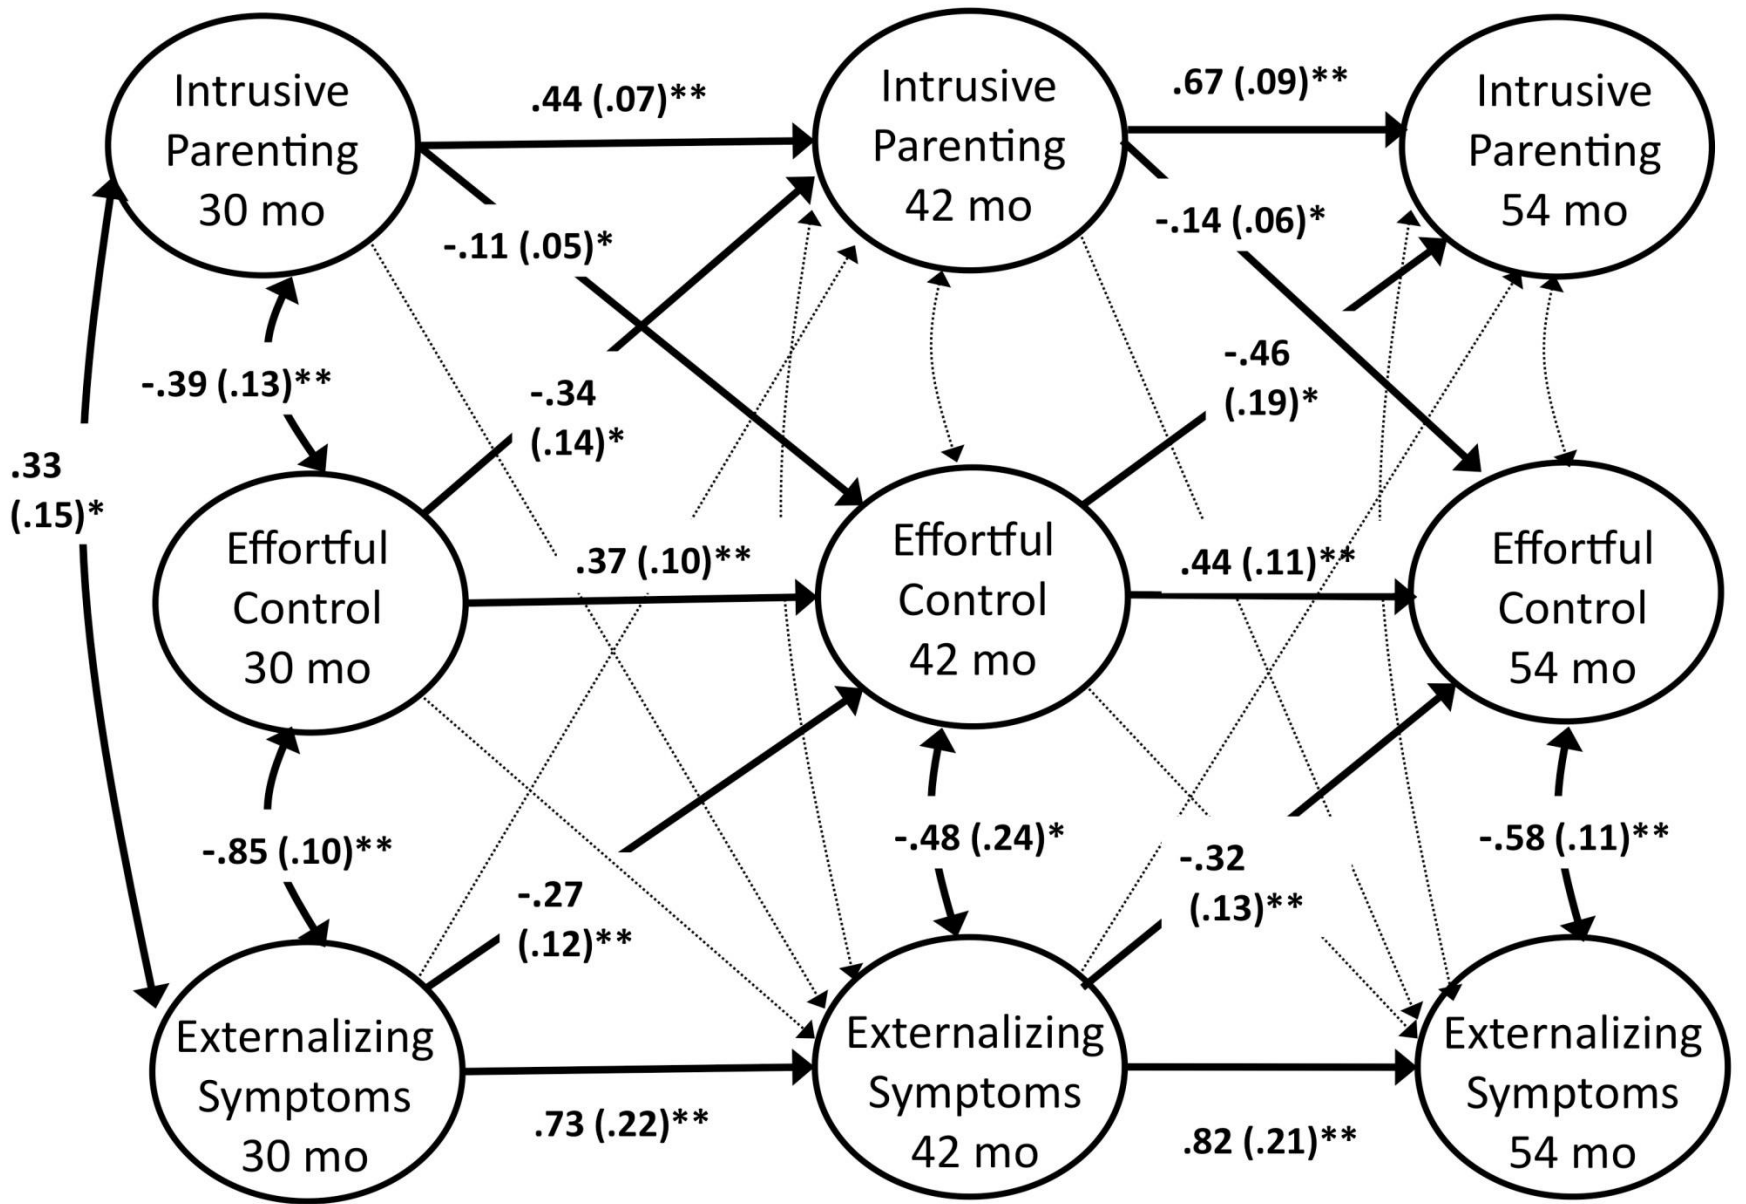 Intrusive
Parenting
30 mo
.44 (.07)**
Intrusive
Parenting
42 mo
.67 (.09)**
Intrusive
Parenting
54 mo
-.11 (.05)*
-.14 (.06)*
-.39 (.13)**
-.34
(.14)*
-.46
(.19)*
.33
(.15)*
Effortful
Control
30 mo
.37 (.10)**
Effortful
Control
42 mo
.44 (.11)**
Effortful
Control
54 mo
-.85 (.10)**
-.27
(.12)**
-.48 (.24)*
-.32
(.13)**
-.58 (.11)**
Externalizing
Symptoms
30 mo
.73 (.22)**
Externalizing
Symptoms
42 mo
.82 (.21)**
Externalizing
Symptoms
54 mo